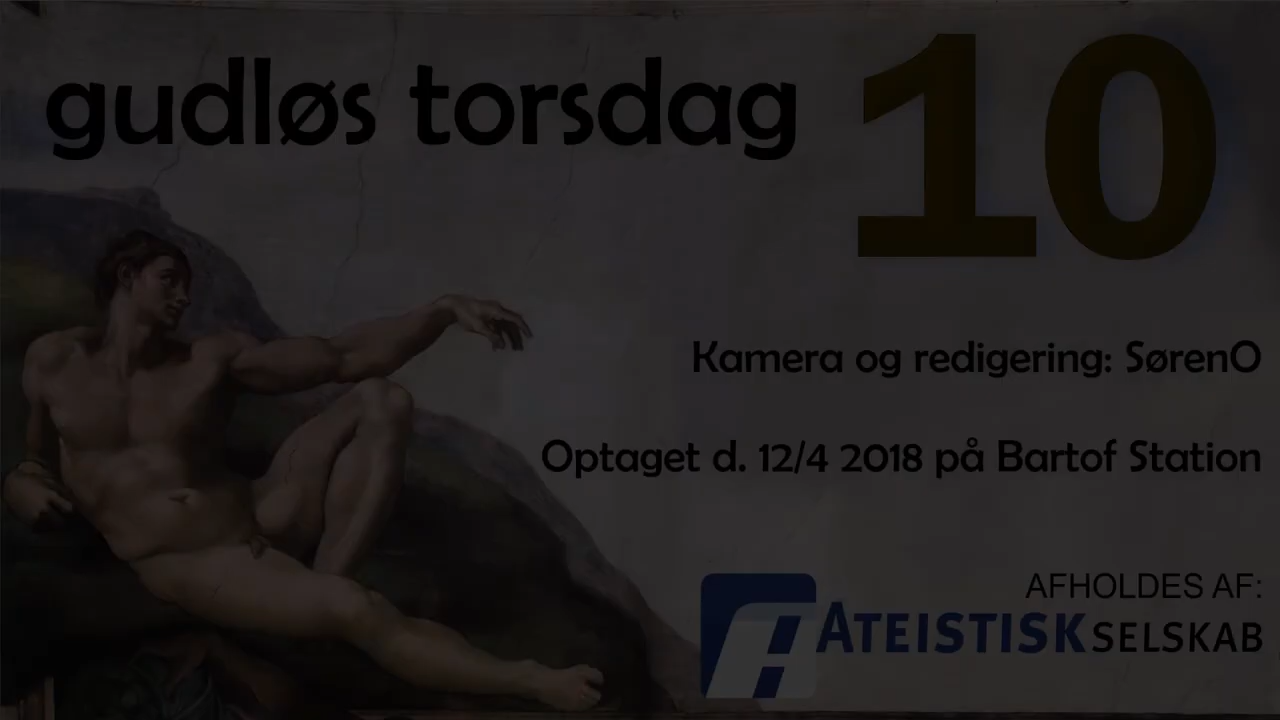 gudløs torsdag 10
Kamera og redigering: SørenO
Optaget d. 12/4 2018 på Bartof Station
AFHOLDES AF:
ATEISTISK SELSKAB